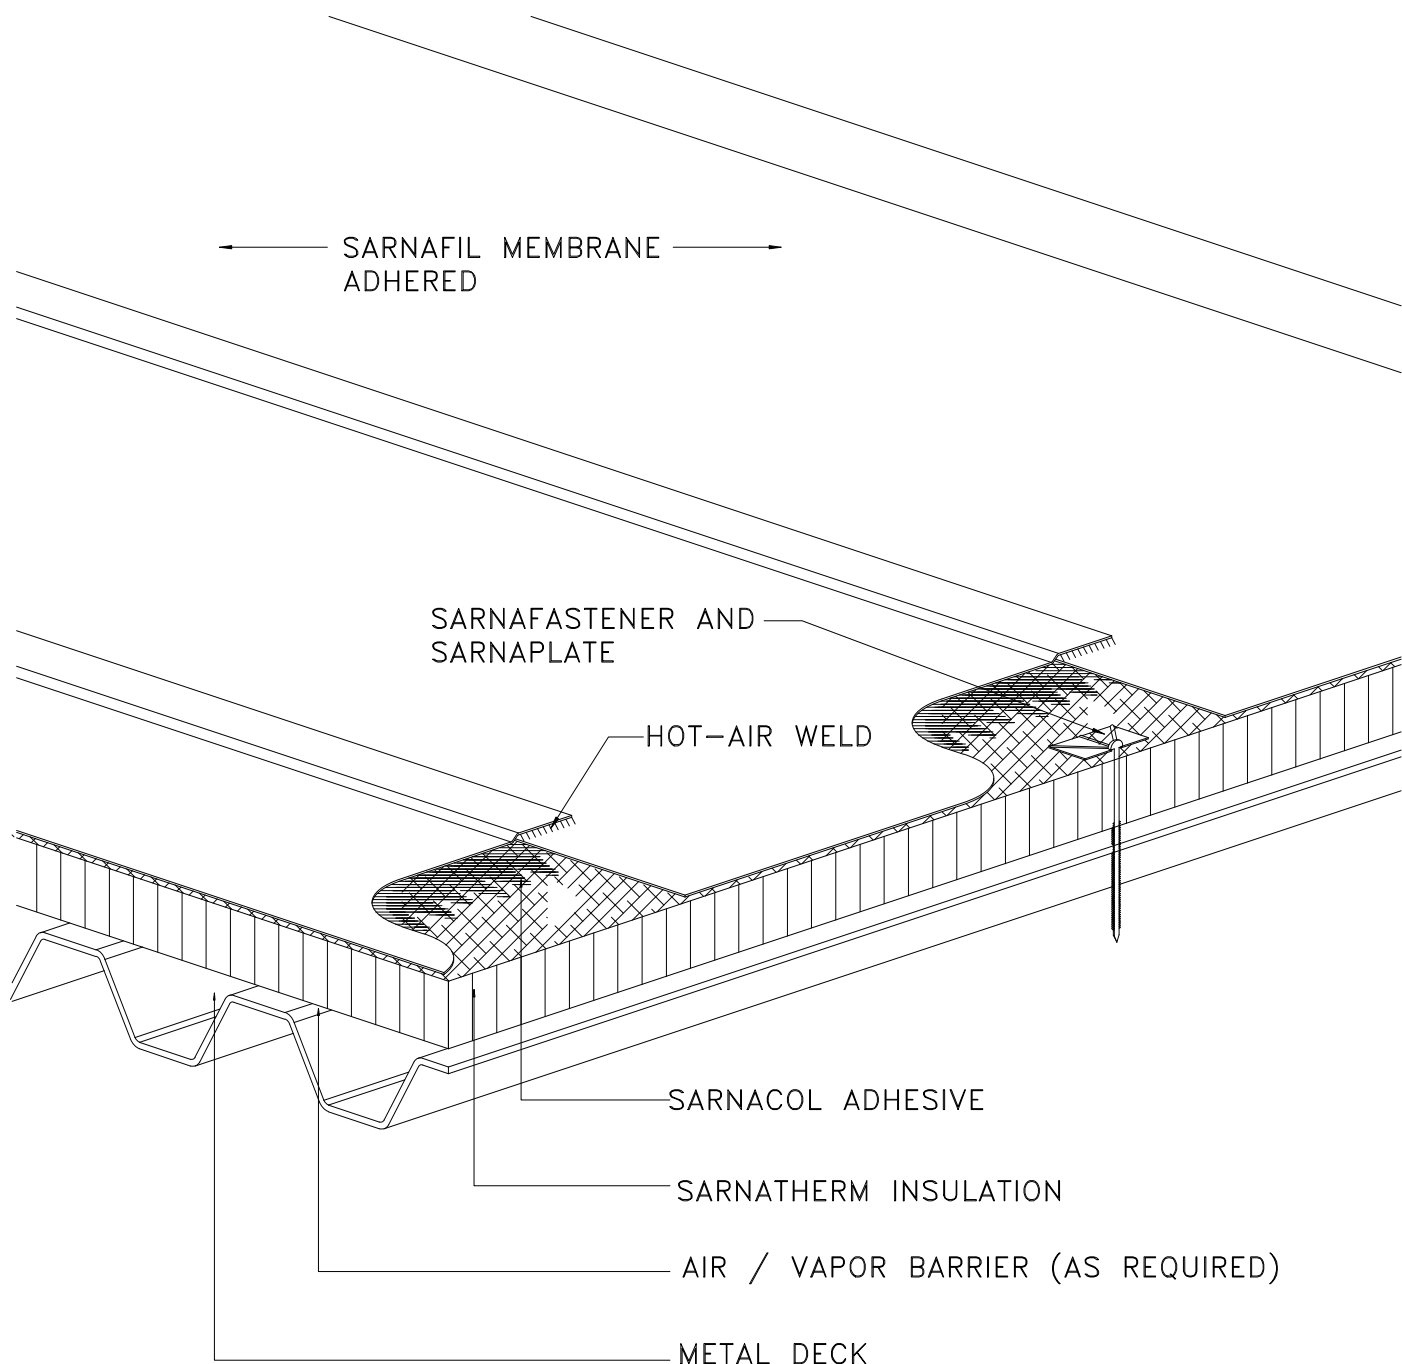 SARNAFIL MEMBRANE
ADHERED
SARNAFASTENER AND
SARNAPLATE
HOT-AIR WELD
SARNACOL ADHESIVE
SARNATHERM INSULATION
AIR / VAPOR BARRIER (AS REQUIRED)
METAL DECK